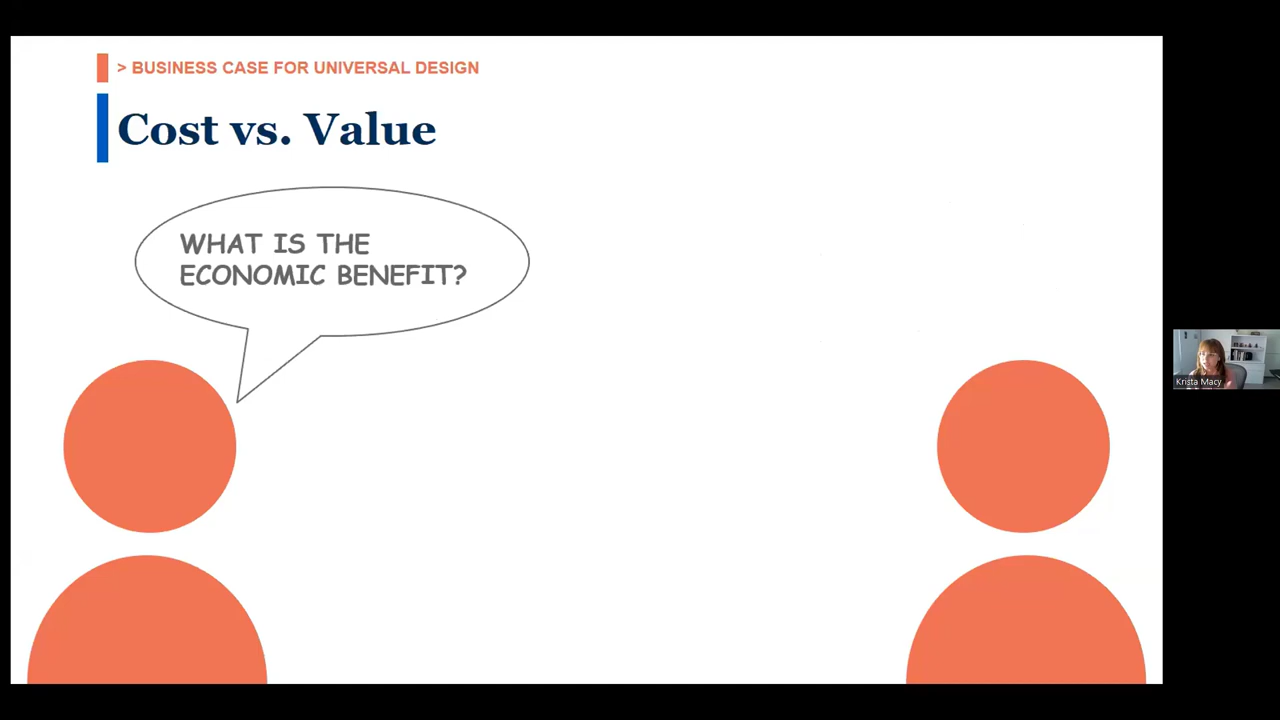 > BUSINESS CASE FOR UNIVERSAL DESIGN
Cost vs. Value
WHAT IS THE
ECONOMIC BENEFIT?
Krista Macy